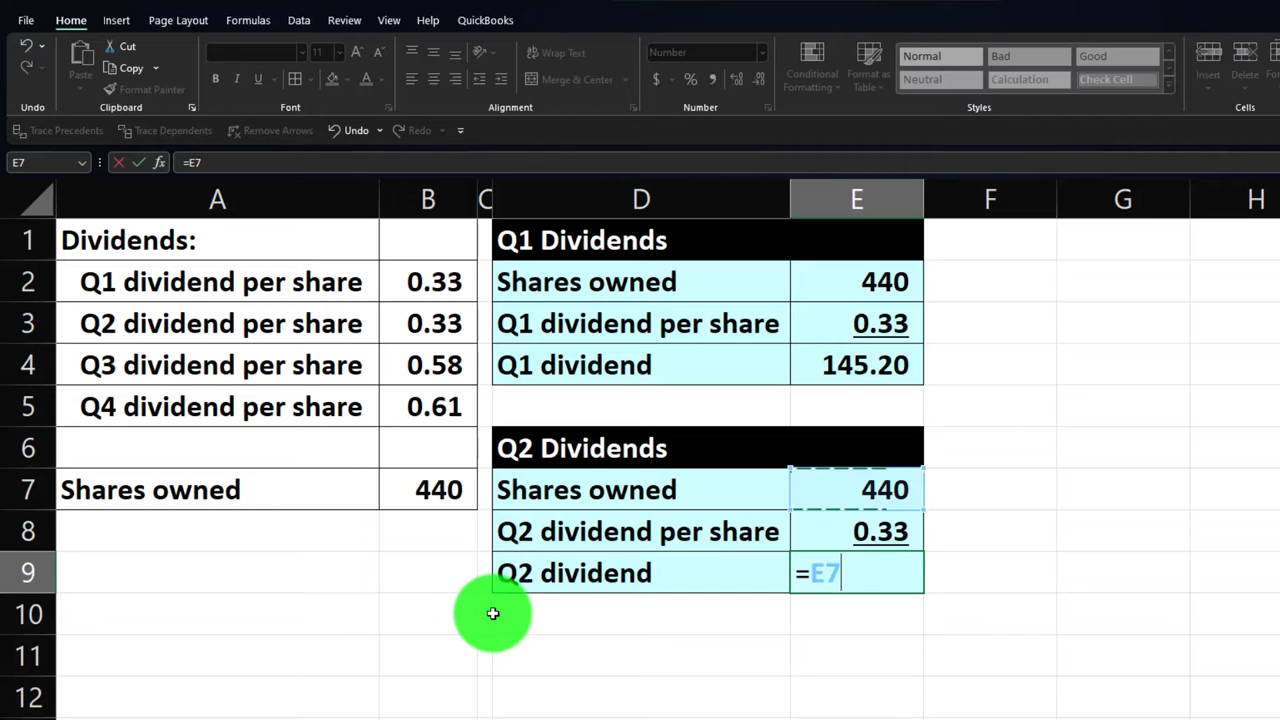 File Home Insert Page Layout Formulas Data Review View Help QuickBooks
Cut
Copy
Paste
Format Painter
11
Wrap Text
Merge & Center
Number
Conditional Formatting
Format as Table
Normal Bad Good
Neutral Calculation Check Cell
Insert Delete
Undo Clipboard Font Alignment Number Styles Cells
Trace Precedents Trace Dependents Remove Arrows Undo Redo
E7 fx =E7
A B C D E F G H
1 Dividends: Q1 Dividends
2 Q1 dividend per share 0.33 Shares owned 440
3 Q2 dividend per share 0.33 Q1 dividend per share 0.33
4 Q3 dividend per share 0.58 Q1 dividend 145.20
5 Q4 dividend per share 0.61
6 Q2 Dividends
7 Shares owned 440 Shares owned 440
8 Q2 dividend per share 0.33
9 Q2 dividend =E7
10
11
12